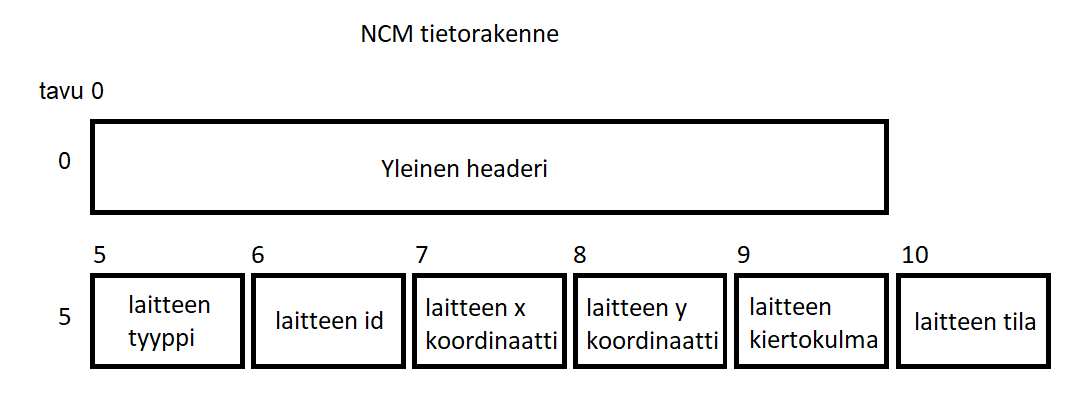 NCM tietorakenne
tavu 0
0
Yleinen headeri
5 6 7 8 9 10
5
laitteen
tyyppi
laitteen id
laitteen x
koordinaatti
laitteen y
koordinaatti
laitteen
kiertokulma
laitteen tila